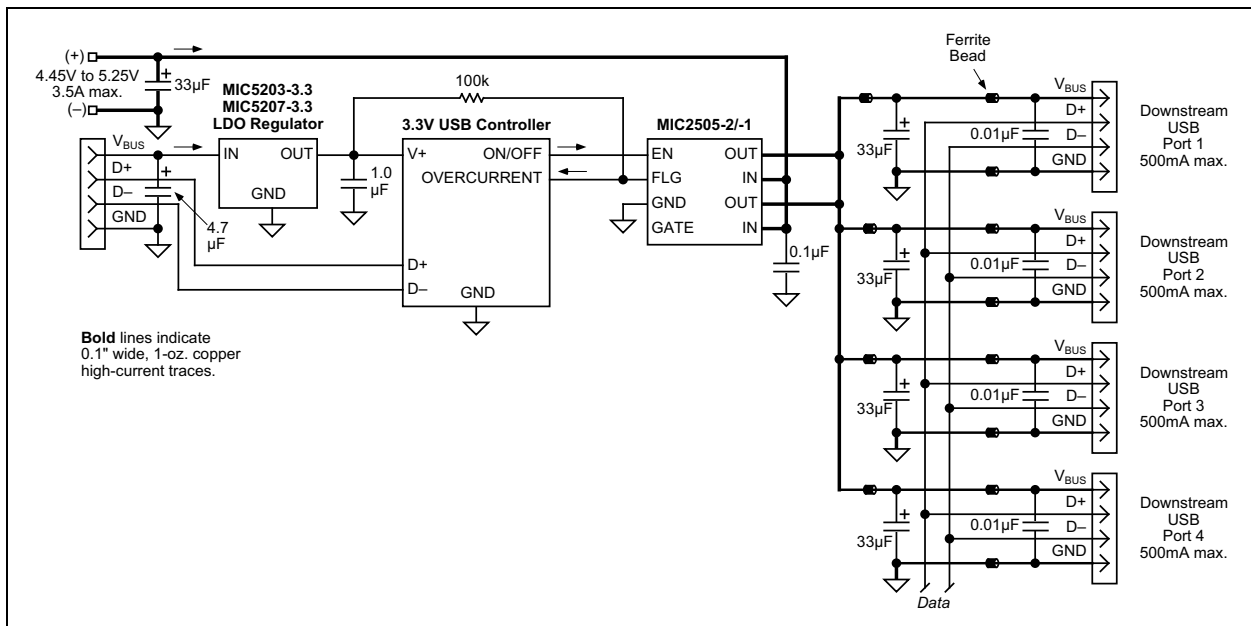 (+)
4.45V to 5.25V
3.5A max.
(–)
33µF
+
MIC5203-3.3
MIC5207-3.3
LDO Regulator
IN
OUT
GND
VBUS
D+
D–
GND
+
4.7
µF
1.0
µF
100k
3.3V USB Controller
V+
ON/OFF
OVERCURRENT
D+
D–
GND
MIC2505-2/-1
EN
OUT
FLG
IN
GND
OUT
GATE
IN
0.1µF
Bold lines indicate
0.1" wide, 1-oz. copper
high-current traces.
Ferrite
Bead
33µF
+
0.01µF
VBUS
D+
D–
GND
Downstream
USB
Port 1
500mA max.
33µF
+
0.01µF
VBUS
D+
D–
GND
Downstream
USB
Port 2
500mA max.
33µF
+
0.01µF
VBUS
D+
D–
GND
Downstream
USB
Port 3
500mA max.
33µF
+
0.01µF
VBUS
D+
D–
GND
Downstream
USB
Port 4
500mA max.
Data